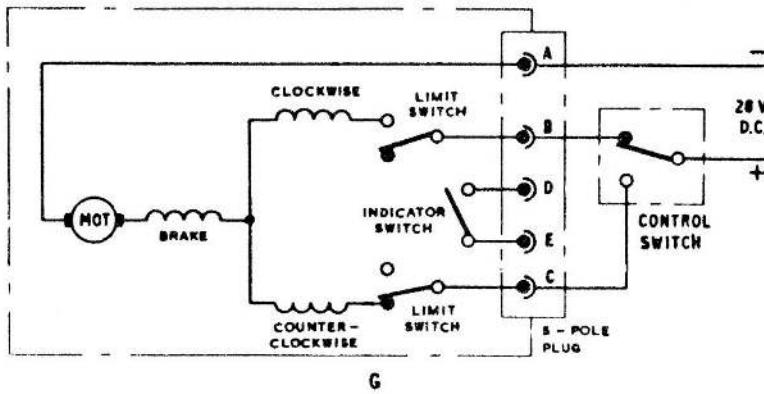 A
−
CLOCKWISE
LIMIT
SWITCH
B
28 V
D.C.
+
D
MOT
BRAKE
INDICATOR
SWITCH
E
CONTROL
SWITCH
C
COUNTER-
CLOCKWISE
LIMIT
SWITCH
5 - POLE
PLUG
G